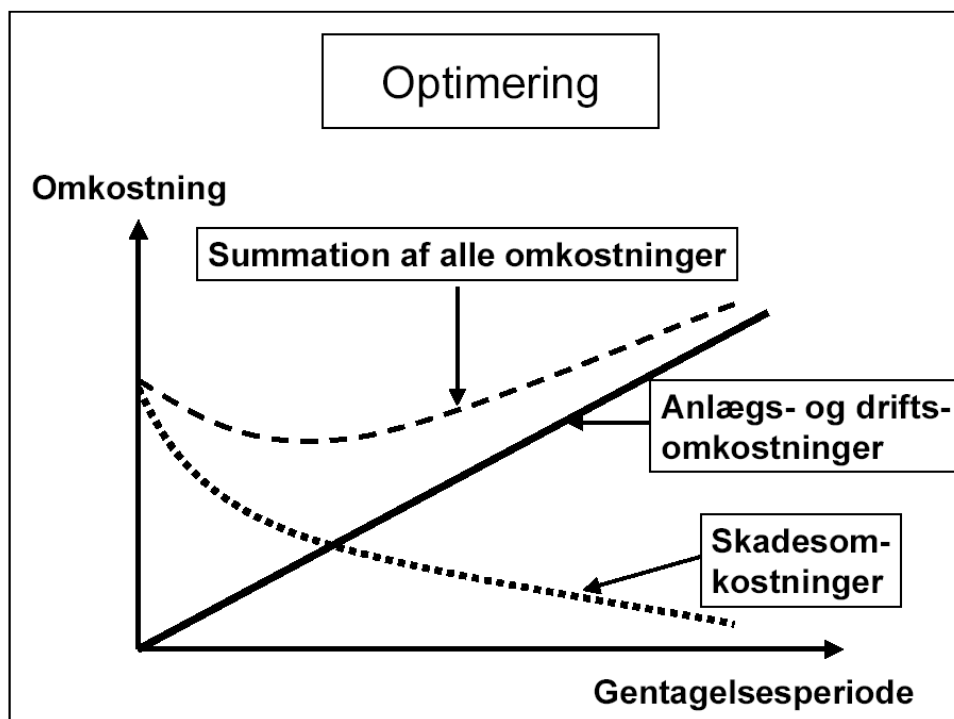 Optimering
Omkostning
Summation af alle omkostninger
Anlægs- og drifts-
omkostninger
Skadesom-
kostninger
Gentagelsesperiode